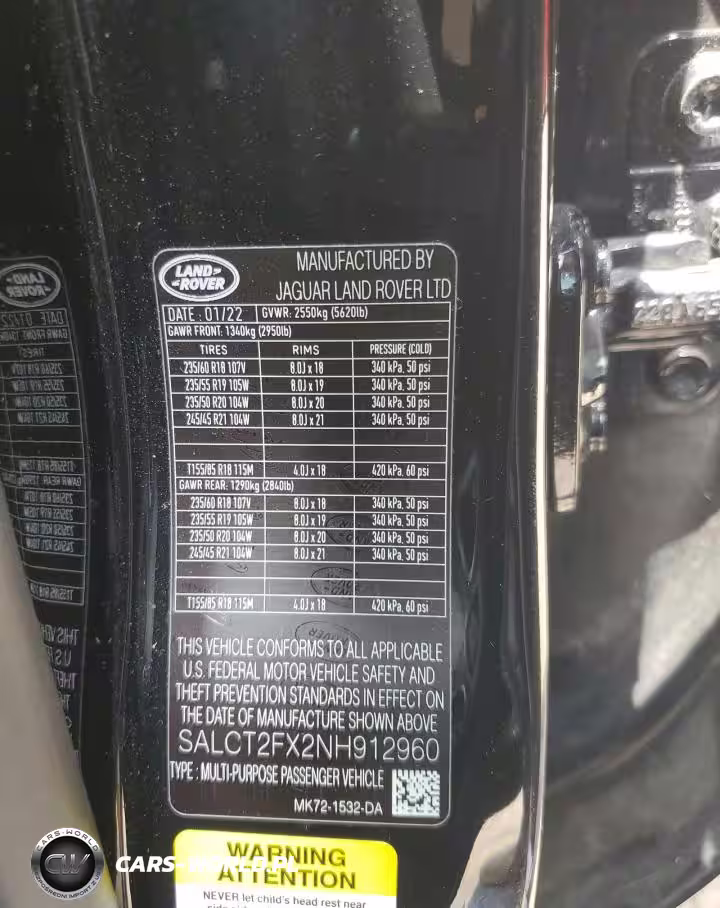 LAND-
ROVER
MANUFACTURED BY
JAGUAR LAND ROVER LTD
DATE : 01/22 GVWR: 2550kg (5620lb)
GAWR FRONT: 1340kg (2950lb)
TIRES RIMS PRESSURE (COLD)
235/60 R18 107V 8.0J x 18 340 kPa, 50 psi
235/55 R19 105W 8.0J x 19 340 kPa, 50 psi
235/50 R20 104W 8.0J x 20 340 kPa, 50 psi
245/45 R21 104W 8.0J x 21 340 kPa, 50 psi
T155/85 R18 115M 4.0J x 18 420 kPa, 60 psi
GAWR REAR: 1290kg (2840lb)
235/60 R18 107V 8.0J x 18 340 kPa, 50 psi
235/55 R19 105W 8.0J x 19 340 kPa, 50 psi
235/50 R20 104W 8.0J x 20 340 kPa, 50 psi
245/45 R21 104W 8.0J x 21 340 kPa, 50 psi
T155/85 R18 115M 4.0J x 18 420 kPa, 60 psi
THIS VEHICLE CONFORMS TO ALL APPLICABLE
U.S. FEDERAL MOTOR VEHICLE SAFETY AND
THEFT PREVENTION STANDARDS IN EFFECT ON
THE DATE OF MANUFACTURE SHOWN ABOVE
SALCT2FX2NH912960
TYPE : MULTI-PURPOSE PASSENGER VEHICLE
MK72-1532-DA
WARNING
ATTENTION
NEVER let child's head rest near
CARS-WORLD
CW
BEZPOŚREDNI IMPORT Z USA
CARS-WORLD.PL